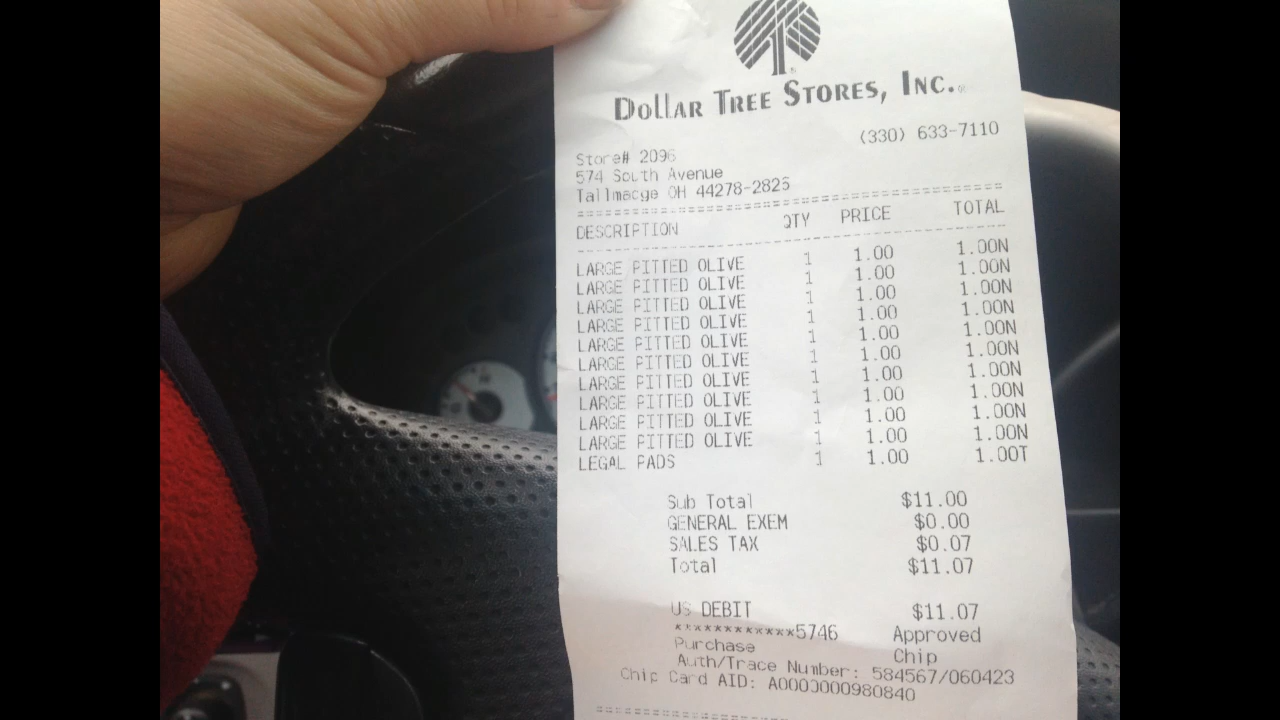 DOLLAR TREE STORES, INC.
(330) 633-7110
Store# 2096
574 South Avenue
Tallmadge OH 44278-2825
================================================
DESCRIPTION QTY PRICE TOTAL
------------------------------------------------
LARGE PITTED OLIVE 1 1.00 1.00N
LARGE PITTED OLIVE 1 1.00 1.00N
LARGE PITTED OLIVE 1 1.00 1.00N
LARGE PITTED OLIVE 1 1.00 1.00N
LARGE PITTED OLIVE 1 1.00 1.00N
LARGE PITTED OLIVE 1 1.00 1.00N
LARGE PITTED OLIVE 1 1.00 1.00N
LARGE PITTED OLIVE 1 1.00 1.00N
LARGE PITTED OLIVE 1 1.00 1.00N
LARGE PITTED OLIVE 1 1.00 1.00N
LEGAL PADS 1 1.00 1.00T
Sub Total $11.00
GENERAL EXEM $0.00
SALES TAX $0.07
Total $11.07
US DEBIT $11.07
************5746 Approved
Purchase Chip
Auth/Trace Number: 584567/060423
Chip Card AID: A0000000980840
================================================